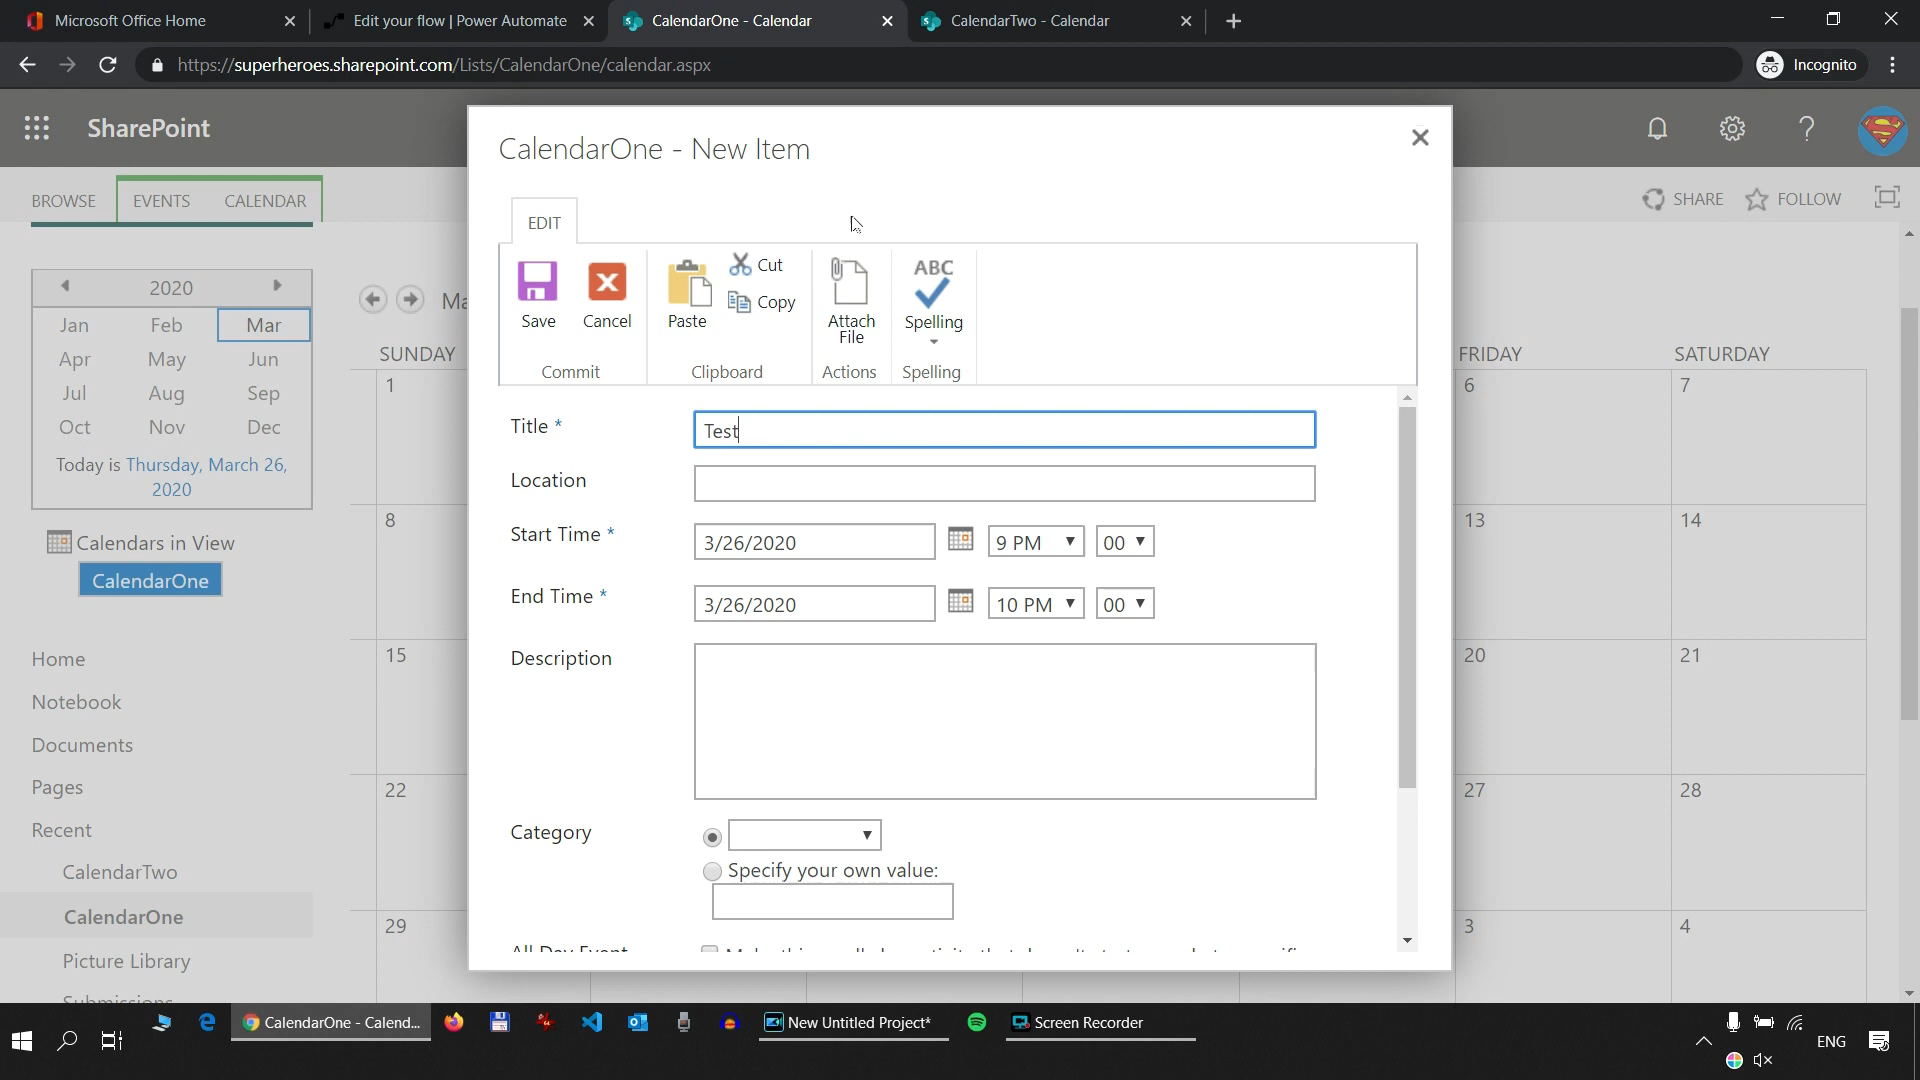 Microsoft Office Home
Edit your flow | Power Automate
CalendarOne - Calendar
CalendarTwo - Calendar
https://superheroes.sharepoint.com/Lists/CalendarOne/calendar.aspx
Incognito
SharePoint
BROWSE
EVENTS
CALENDAR
SHARE
FOLLOW
2020
Jan Feb Mar
Apr May Jun
Jul Aug Sep
Oct Nov Dec
Today is Thursday, March 26,
2020
Calendars in View
CalendarOne
Home
Notebook
Documents
Pages
Recent
CalendarTwo
CalendarOne
Picture Library
SUNDAY
1
8
15
22
29
CalendarOne - New Item
EDIT
Save
Cancel
Commit
Paste
Cut
Copy
Clipboard
Attach
File
Actions
ABC
Spelling
Spelling
Title *
Test
Location
Start Time *
3/26/2020
9 PM
00
End Time *
3/26/2020
10 PM
00
Description
Category
Specify your own value:
All Day Event
FRIDAY
SATURDAY
6
7
13
14
20
21
27
28
3
4
CalendarOne - Calend...
New Untitled Project*
Screen Recorder
ENG